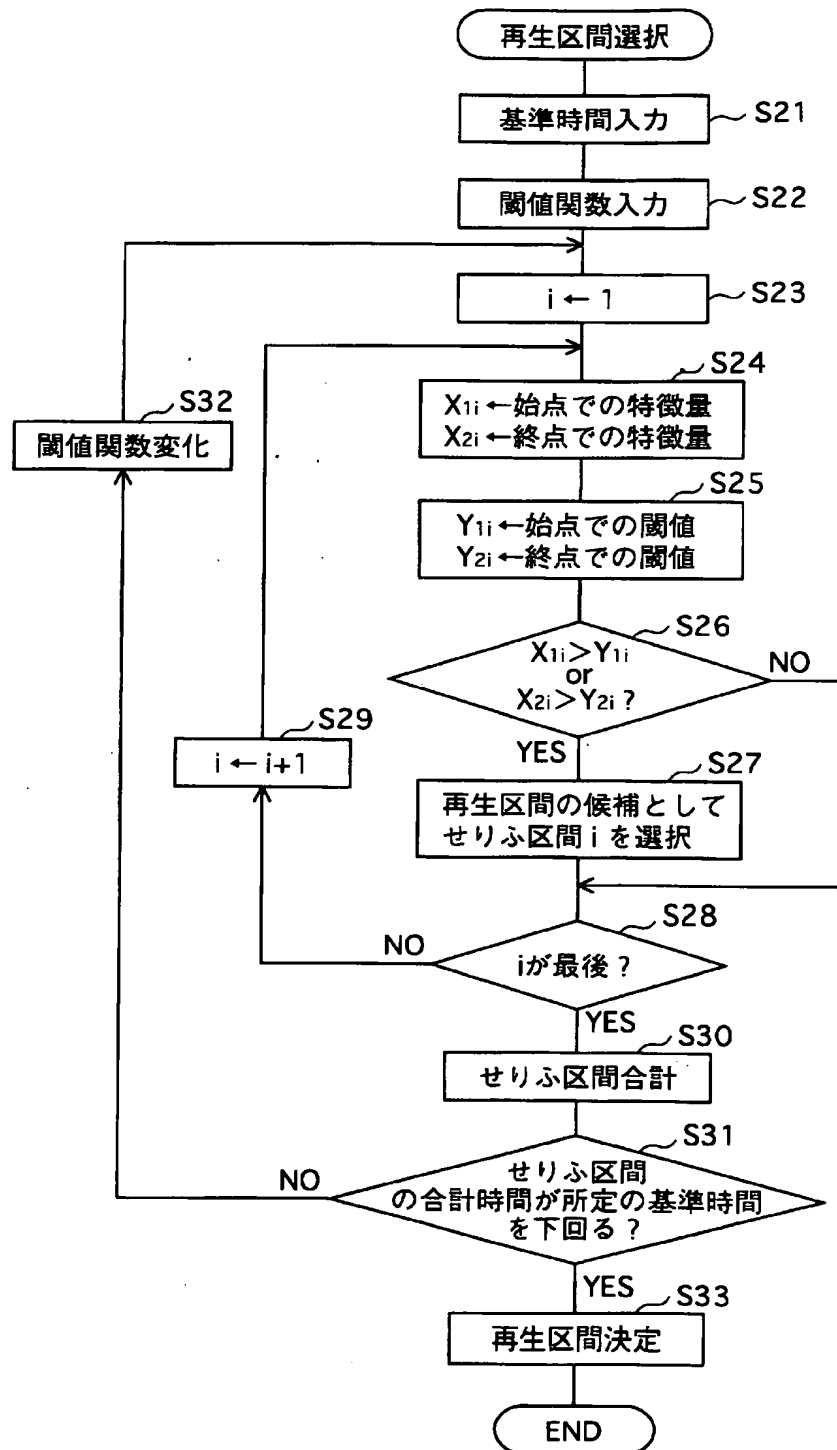 再生区間選択
基準時間入力
S21
閾値関数入力
S22
i ← 1
S23
S24
X1i←始点での特徴量
X2i←終点での特徴量
S32
閾値関数変化
S25
Y1i←始点での閾値
Y2i←終点での閾値
S26
X1i>Y1i
or
X2i>Y2i ?
NO
YES
S29
i ← i+1
S27
再生区間の候補として
せりふ区間 i を選択
S28
iが最後？
NO
YES
S30
せりふ区間合計
S31
せりふ区間
の合計時間が所定の基準時間
を下回る？
NO
YES
S33
再生区間決定
END